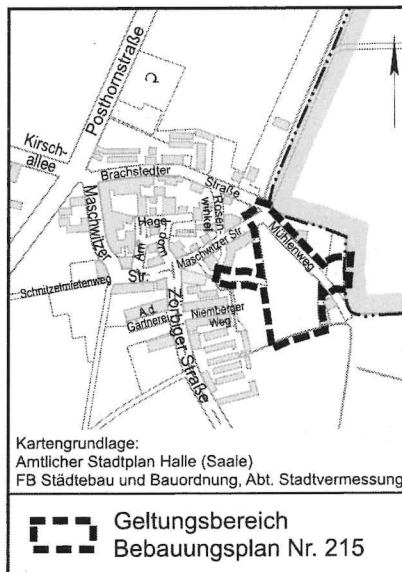 Posthornstraße
Kirsch-
allee
Brachstedter
Straße
Maschwitzer
Str.
Hage
Am
Dorn
Rosen-
winkel
Maschwitzer Str.
Mühlenweg
Schnitzelmietenweg
A.d.
Gärtnerei
Niemberger
Weg
Zörbiger Straße
Kartengrundlage:
Amtlicher Stadtplan Halle (Saale)
FB Städtebau und Bauordnung, Abt. Stadtvermessung
Geltungsbereich
Bebauungsplan Nr. 215